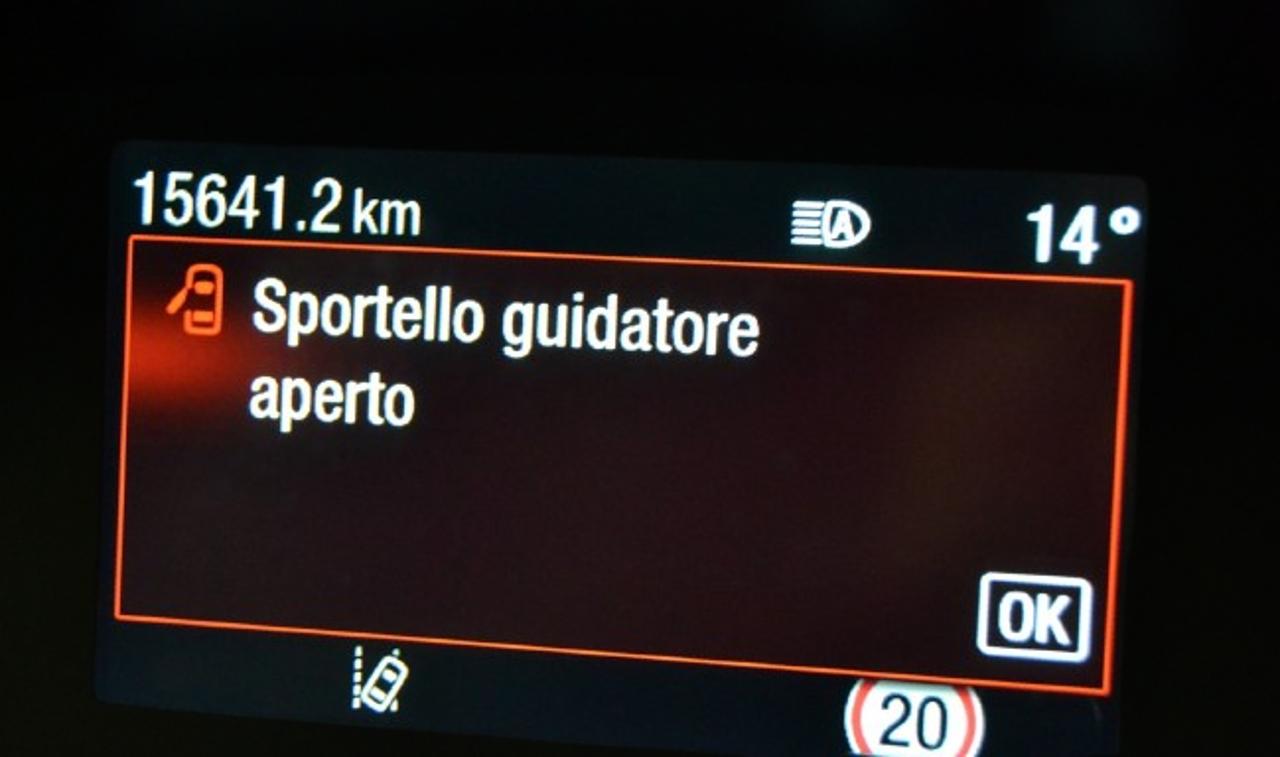 15641.2 km A 14°
Sportello guidatore
aperto
OK
20